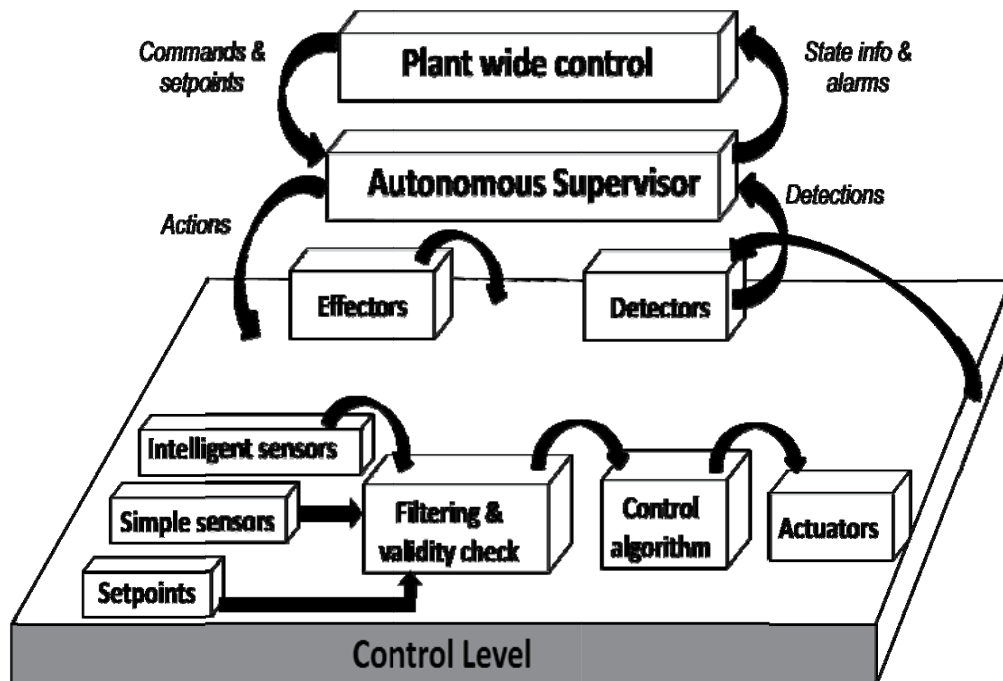 Commands &
setpoints
Plant wide control
State info &
alarms
Autonomous Supervisor
Detections
Actions
Effectors
Detectors
Intelligent sensors
Simple sensors
Setpoints
Filtering &
validity check
Control
algorithm
Actuators
Control Level